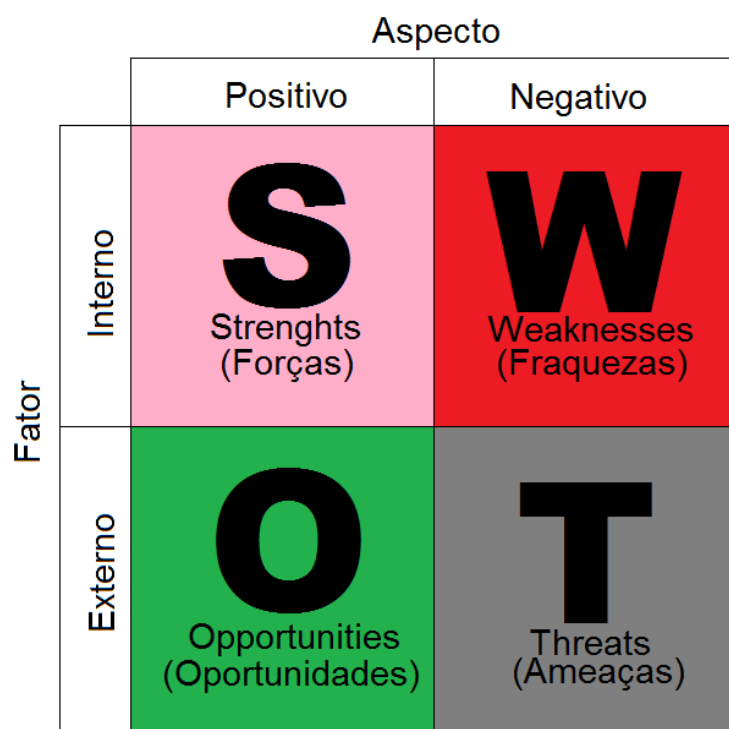 Aspecto
Positivo
Negativo
Fator
Interno
S
Strenghts
(Forças)
W
Weaknesses
(Fraquezas)
Externo
O
Opportunities
(Oportunidades)
T
Threats
(Ameaças)